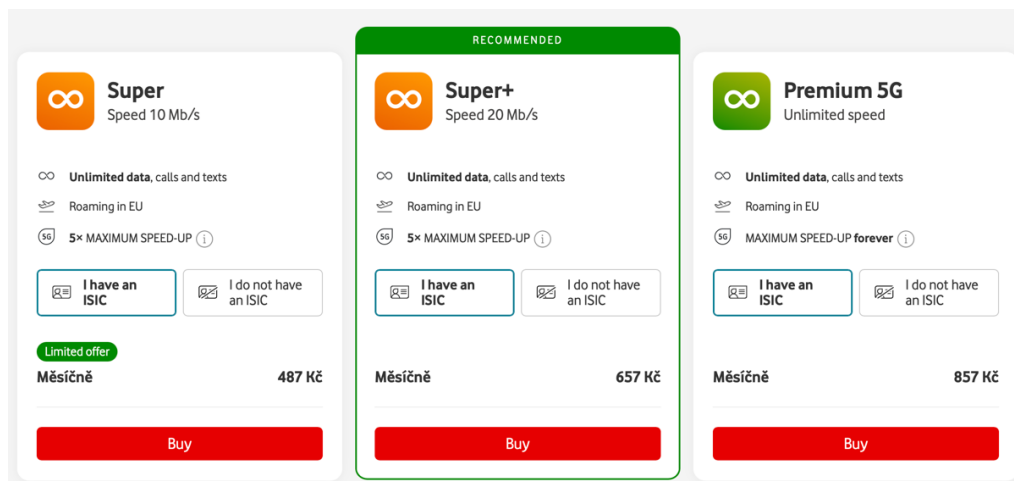 RECOMMENDED
Super
Speed 10 Mb/s
Unlimited data, calls and texts
Roaming in EU
5G
5× MAXIMUM SPEED-UP i
I have an
ISIC
I do not have
an ISIC
Limited offer
Měsíčně 487 Kč
Buy
Super+
Speed 20 Mb/s
Unlimited data, calls and texts
Roaming in EU
5G
5× MAXIMUM SPEED-UP i
I have an
ISIC
I do not have
an ISIC
Měsíčně 657 Kč
Buy
Premium 5G
Unlimited speed
Unlimited data, calls and texts
Roaming in EU
5G
MAXIMUM SPEED-UP forever i
I have an
ISIC
I do not have
an ISIC
Měsíčně 857 Kč
Buy